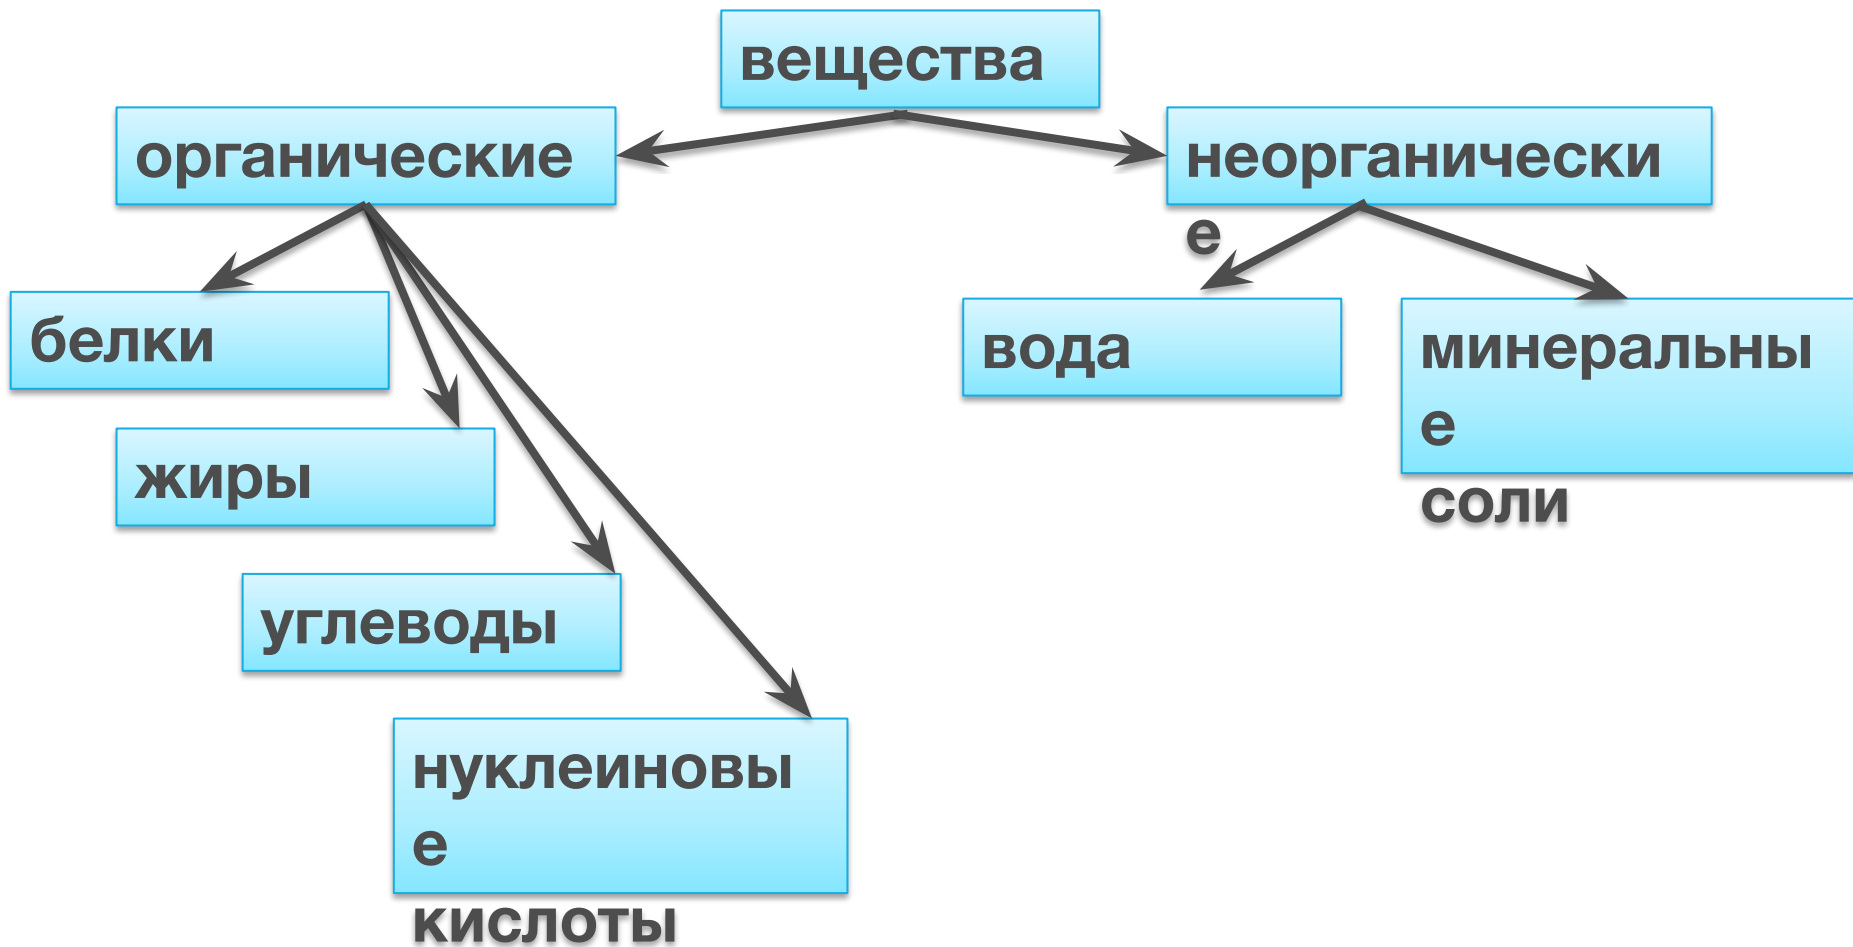 вещества
органические
неорганически
е
белки
вода
минеральны
е
соли
жиры
углеводы
нуклеиновы
е
кислоты